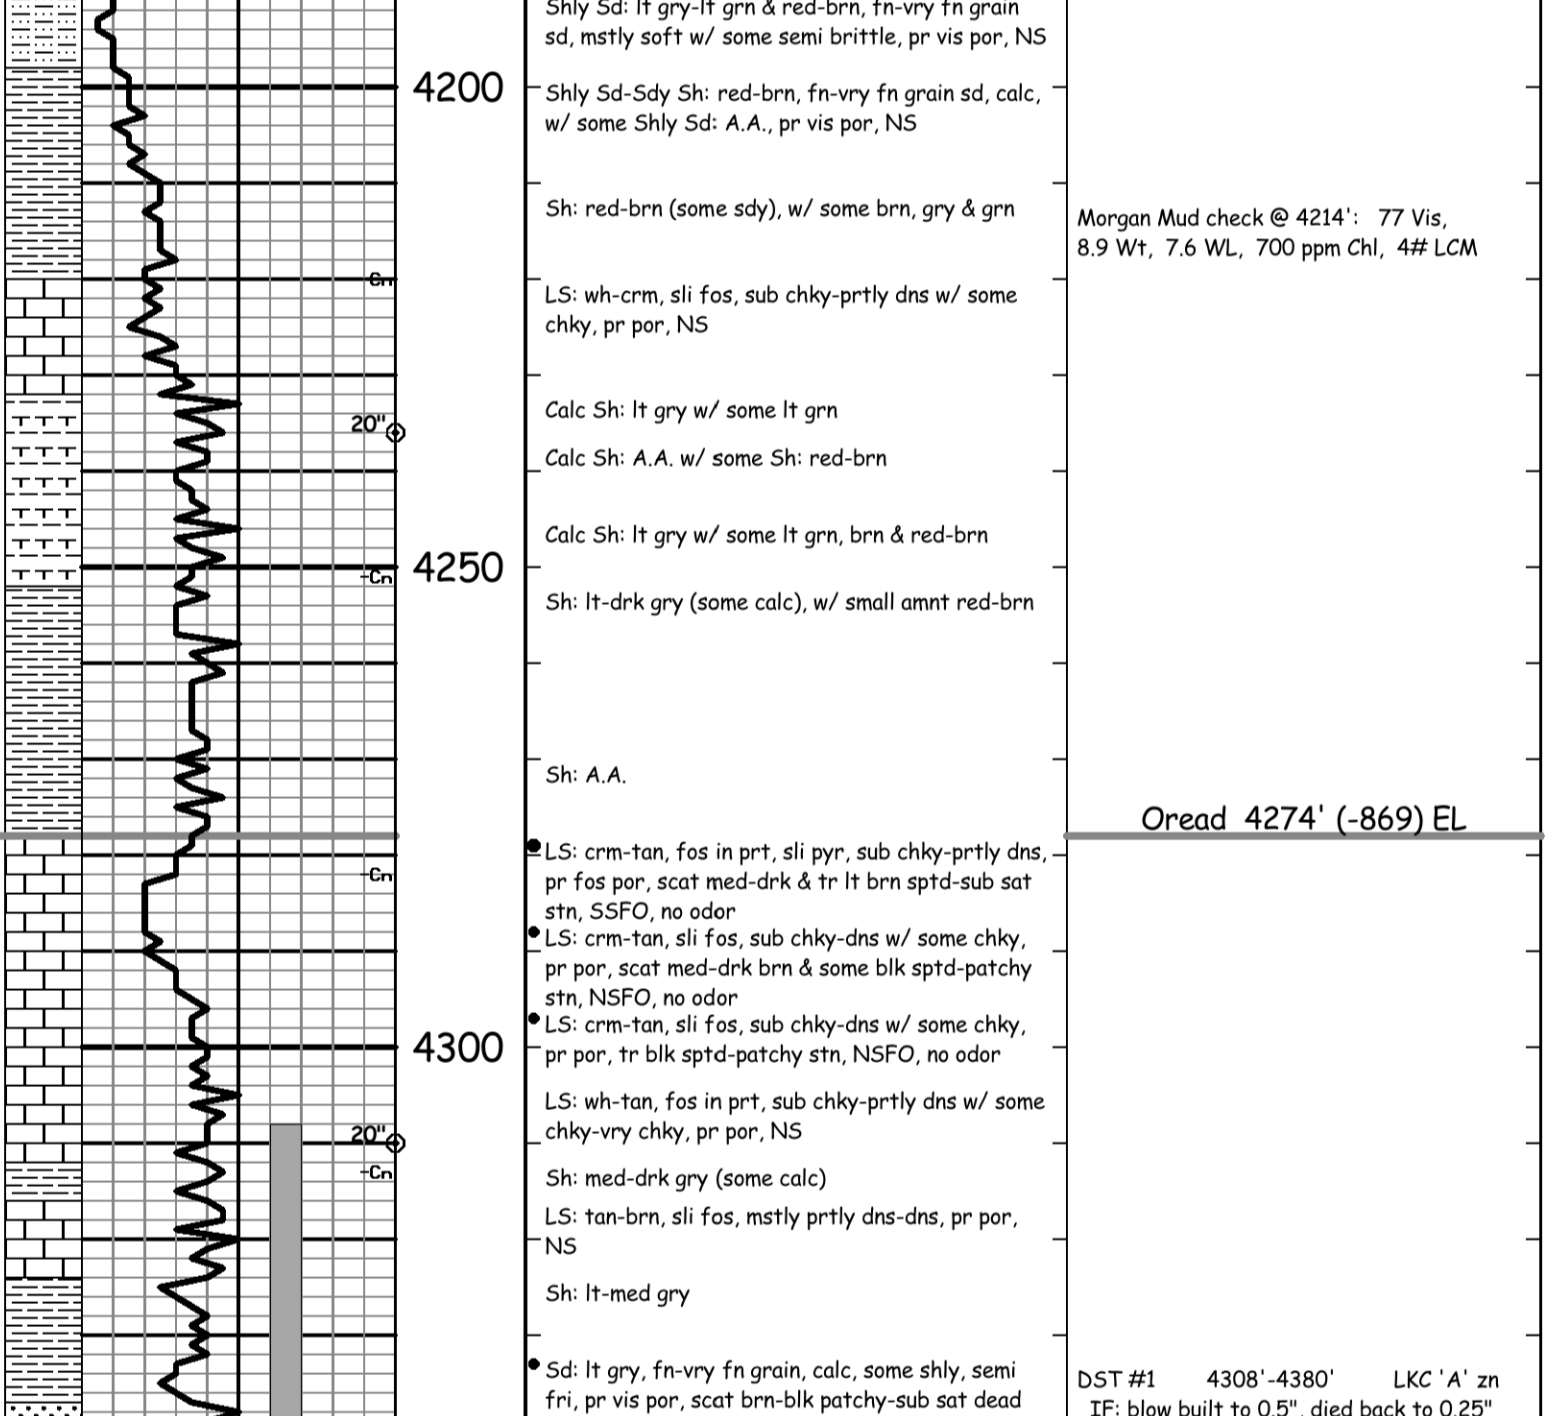 Shly Sd: lt gry-lt grn & red-brn, fn-vry fn grain
sd, mstly soft w/ some semi brittle, pr vis por, NS
4200
Shly Sd-Sdy Sh: red-brn, fn-vry fn grain sd, calc,
w/ some Shly Sd: A.A., pr vis por, NS
Sh: red-brn (some sdy), w/ some brn, gry & grn
Morgan Mud check @ 4214': 77 Vis,
8.9 Wt, 7.6 WL, 700 ppm Chl, 4# LCM
Cn
LS: wh-crm, sli fos, sub chky-prtly dns w/ some
chky, pr por, NS
Calc Sh: lt gry w/ some lt grn
20"
Calc Sh: A.A. w/ some Sh: red-brn
Calc Sh: lt gry w/ some lt grn, brn & red-brn
4250
-Cn
Sh: lt-drk gry (some calc), w/ small amnt red-brn
Sh: A.A.
Oread 4274' (-869) EL
LS: crm-tan, fos in prt, sli pyr, sub chky-prtly dns,
-Cn
pr fos por, scat med-drk & tr lt brn sptd-sub sat
stn, SSFO, no odor
LS: crm-tan, sli fos, sub chky-dns w/ some chky,
pr por, scat med-drk brn & some blk sptd-patchy
stn, NSFO, no odor
LS: crm-tan, sli fos, sub chky-dns w/ some chky,
4300
pr por, tr blk sptd-patchy stn, NSFO, no odor
LS: wh-tan, fos in prt, sub chky-prtly dns w/ some
chky-vry chky, pr por, NS
20"
-Cn
Sh: med-drk gry (some calc)
LS: tan-brn, sli fos, mstly prtly dns-dns, pr por,
NS
Sh: lt-med gry
Sd: lt gry, fn-vry fn grain, calc, some shly, semi
fri, pr vis por, scat brn-blk patchy-sub sat dead
DST #1 4308'-4380' LKC 'A' zn
IF: blow built to 0.5", died back to 0.25"